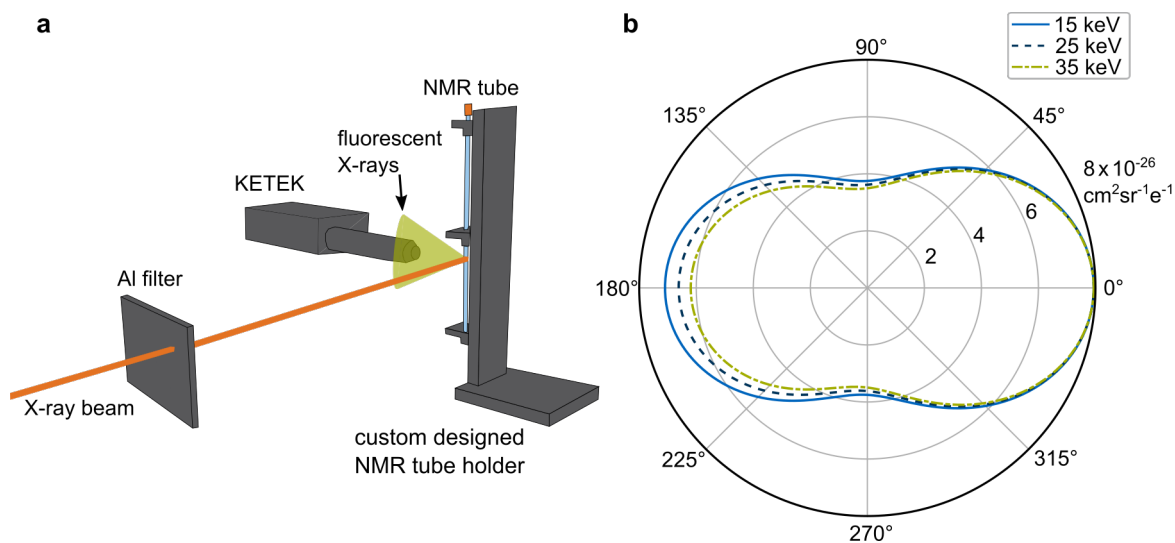 a
NMR tube
fluorescent
X-rays
KETEK
Al filter
X-ray beam
custom designed
NMR tube holder
b
15 keV
25 keV
35 keV
90°
135°
45°
8 x 10⁻²⁶
cm²sr⁻¹e⁻¹
6
4
2
180°
0°
225°
315°
270°